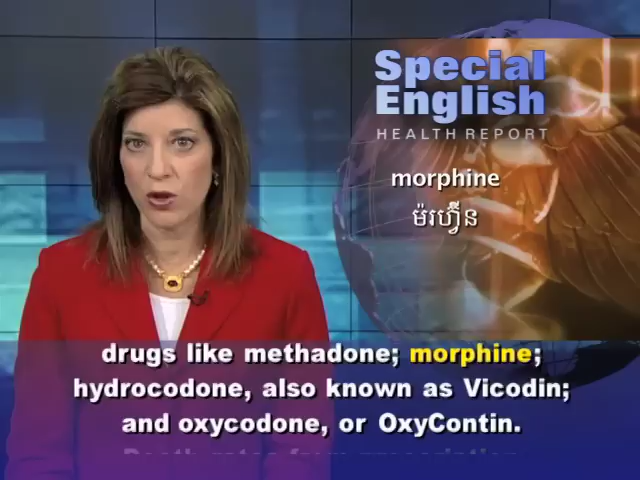 Special
English
HEALTH REPORT
morphine
ម៉រហ្វ៊ីន
drugs like methadone; morphine;
hydrocodone, also known as Vicodin;
and oxycodone, or OxyContin.